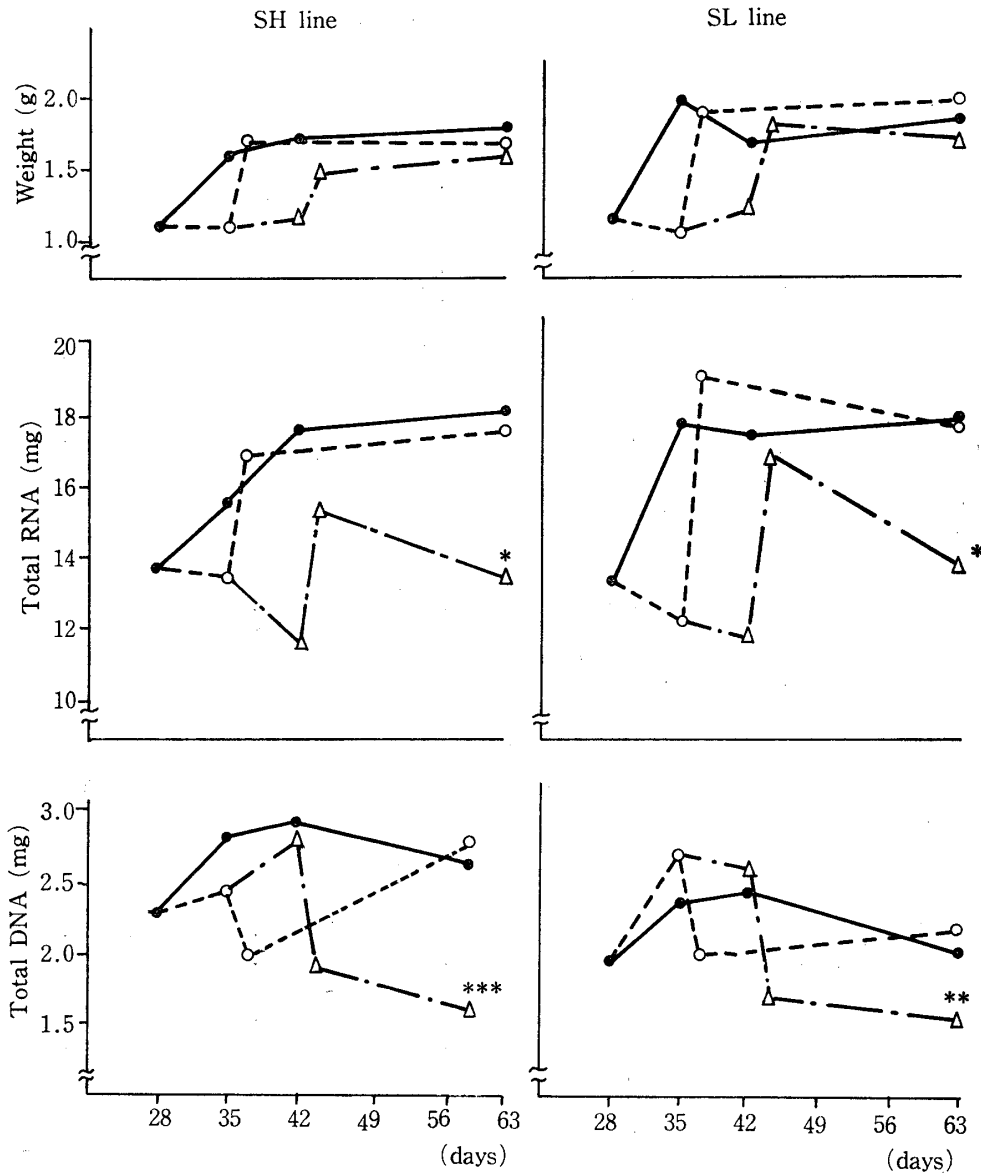 SH line
SL line
Weight (g)
2.0
1.5
1.0
Total RNA (mg)
20
18
16
14
12
10
*
*
Total DNA (mg)
3.0
2.5
2.0
1.5
***
**
28 35 42 49 56 63
(days)
28 35 42 49 56 63
(days)